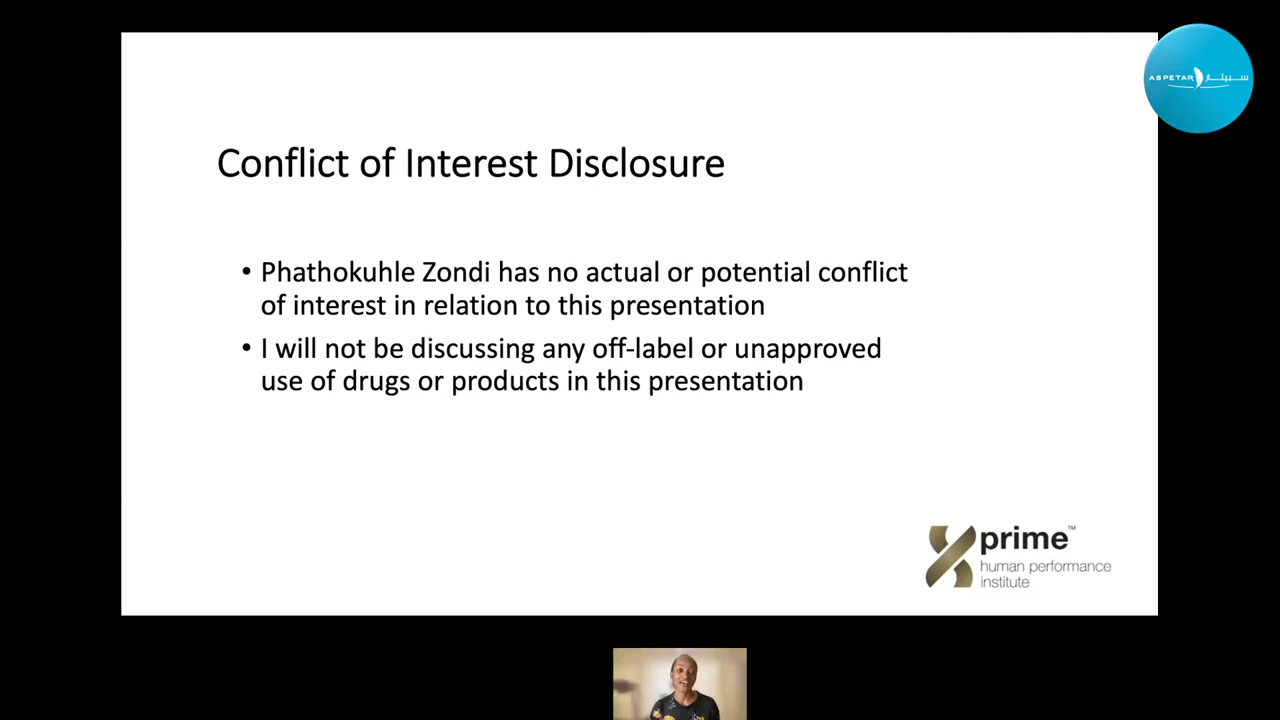 ASPETAR سبيتار
Conflict of Interest Disclosure
• Phathokuhle Zondi has no actual or potential conflict
of interest in relation to this presentation
• I will not be discussing any off-label or unapproved
use of drugs or products in this presentation
prime™
human performance
institute